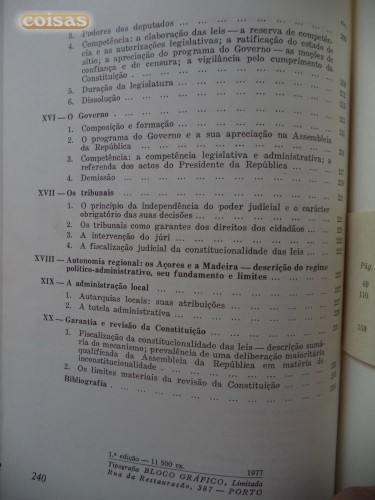 coisas
3. Poderes dos deputados ...
4. Competência: a elaboração das leis — a reserva de competên-
cia e as autorizações legislativas; a ratificação do estado de
sítio; a apreciação do programa do Governo — as moções de
confiança e de censura; a vigilância pelo cumprimento da
Constituição ...
5. Duração da legislatura ...
6. Dissolução ...
XVI — O Governo ...
1. Composição e formação ...
2. O programa do Governo e a sua apreciação na Assembleia
da República ...
3. Competência: a competência legislativa e administrativa; a
referenda dos actos do Presidente da República ...
4. Demissão ...
XVII — Os tribunais ...
1. O princípio da independência do poder judicial e o carácter
obrigatório das suas decisões ...
2. Os tribunais como garantes dos direitos dos cidadãos ...
3. A intervenção do júri ...
4. A fiscalização judicial da constitucionalidade das leis ...
XVIII — Autonomia regional: os Açores e a Madeira — descrição do regime
político-administrativo, seu fundamento e limites ...
XIX — A administração local ...
1. Autarquias locais: suas atribuições ...
2. A tutela administrativa ...
XX — Garantia e revisão da Constituição ...
1. Fiscalização da constitucionalidade das leis — descrição sumá-
ria do mecanismo; prevalência de uma deliberação maioritária
qualificada da Assembleia da República em matéria de
inconstitucionalidade ...
2. Os limites materiais da revisão da Constituição ...
Bibliografia ...
1.ª edição — 11 500 ex. 1977
Tipografia BLOCO GRÁFICO, Limitada
Rua da Restauração, 387 — PORTO
240
Pág.